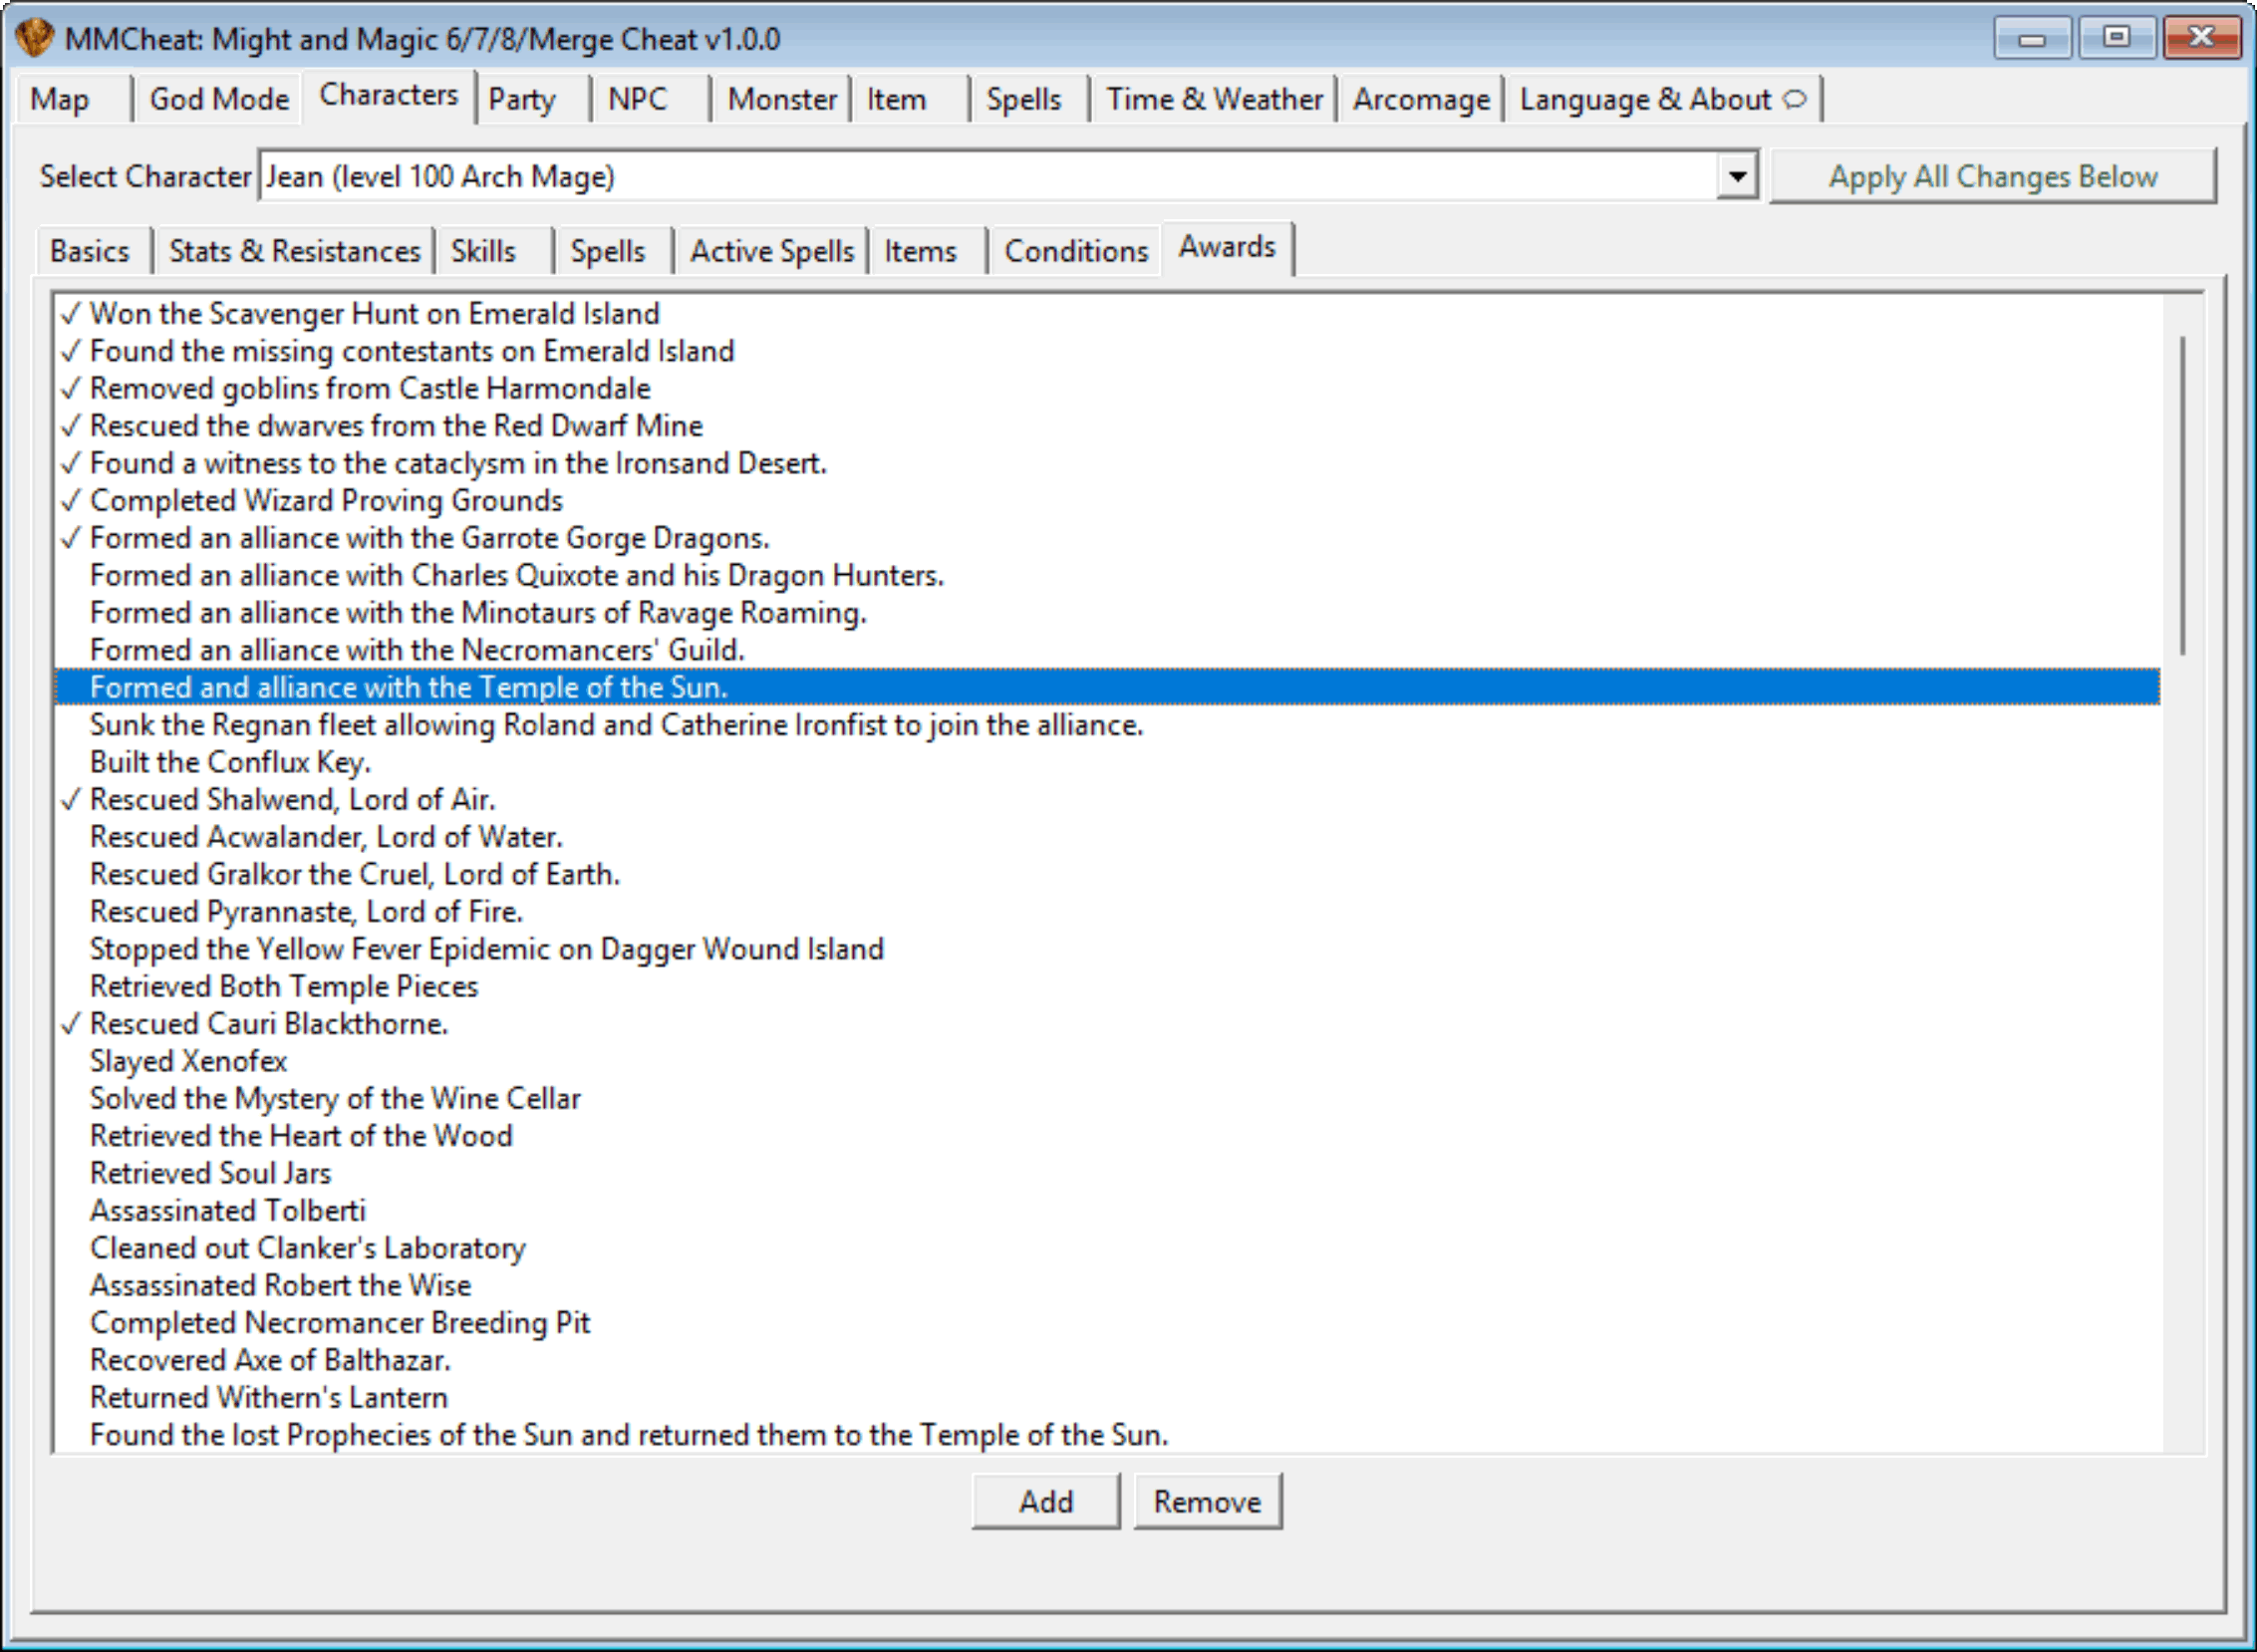 MMCheat: Might and Magic 6/7/8/Merge Cheat v1.0.0
Map God Mode Characters Party NPC Monster Item Spells Time & Weather Arcomage Language & About
Select Character Jean (level 100 Arch Mage) Apply All Changes Below
Basics Stats & Resistances Skills Spells Active Spells Items Conditions Awards
✓ Won the Scavenger Hunt on Emerald Island
✓ Found the missing contestants on Emerald Island
✓ Removed goblins from Castle Harmondale
✓ Rescued the dwarves from the Red Dwarf Mine
✓ Found a witness to the cataclysm in the Ironsand Desert.
✓ Completed Wizard Proving Grounds
✓ Formed an alliance with the Garrote Gorge Dragons.
Formed an alliance with Charles Quixote and his Dragon Hunters.
Formed an alliance with the Minotaurs of Ravage Roaming.
Formed an alliance with the Necromancers' Guild.
Formed and alliance with the Temple of the Sun.
Sunk the Regnan fleet allowing Roland and Catherine Ironfist to join the alliance.
Built the Conflux Key.
✓ Rescued Shalwend, Lord of Air.
Rescued Acwalander, Lord of Water.
Rescued Gralkor the Cruel, Lord of Earth.
Rescued Pyrannaste, Lord of Fire.
Stopped the Yellow Fever Epidemic on Dagger Wound Island
Retrieved Both Temple Pieces
✓ Rescued Cauri Blackthorne.
Slayed Xenofex
Solved the Mystery of the Wine Cellar
Retrieved the Heart of the Wood
Retrieved Soul Jars
Assassinated Tolberti
Cleaned out Clanker's Laboratory
Assassinated Robert the Wise
Completed Necromancer Breeding Pit
Recovered Axe of Balthazar.
Returned Withern's Lantern
Found the lost Prophecies of the Sun and returned them to the Temple of the Sun.
Add Remove